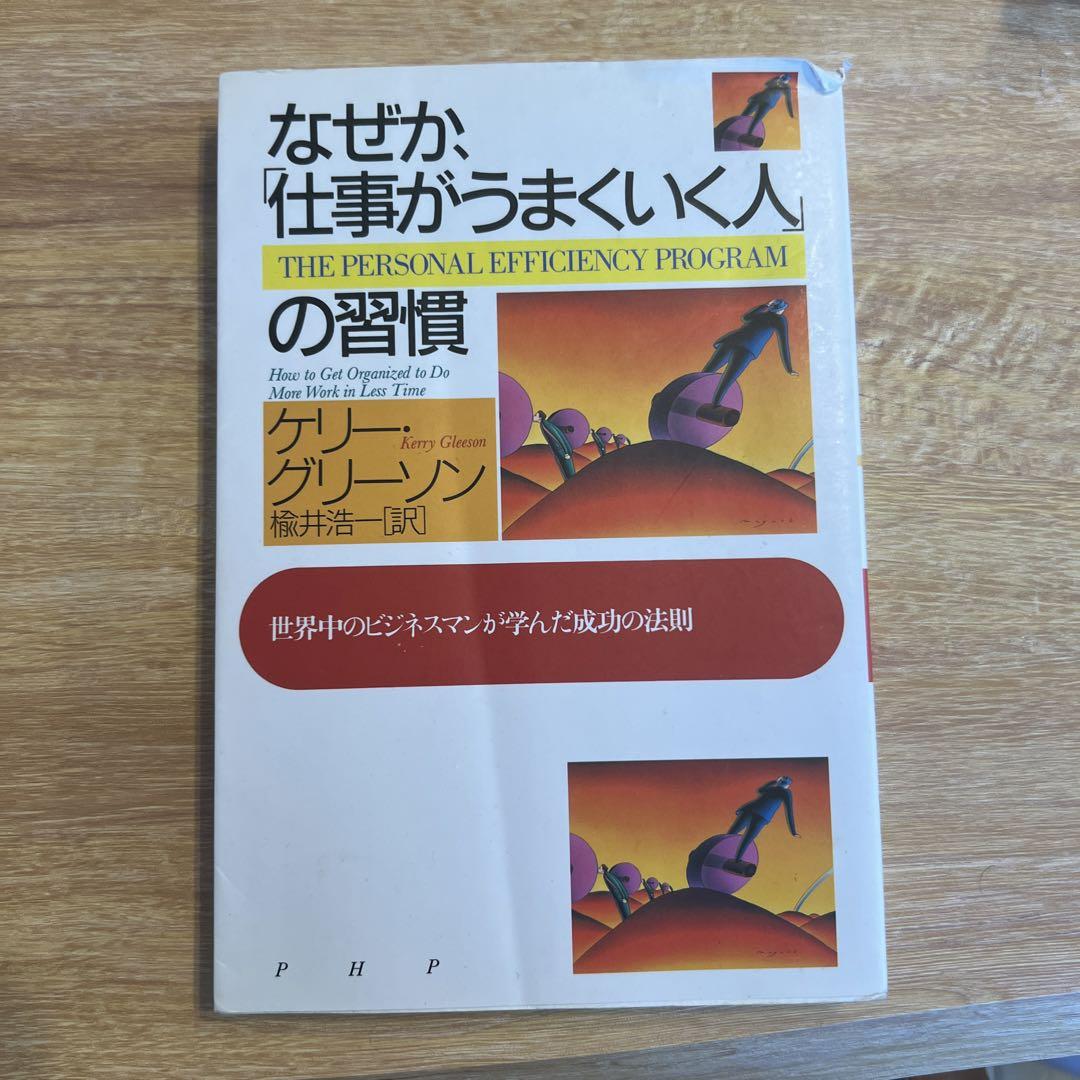 なぜか、
「仕事がうまくいく人」
THE PERSONAL EFFICIENCY PROGRAM
の習慣
How to Get Organized to Do
More Work in Less Time
ケリー・
Kerry Gleeson
グリーソン
楡井浩一[訳]
世界中のビジネスマンが学んだ成功の法則
P H P